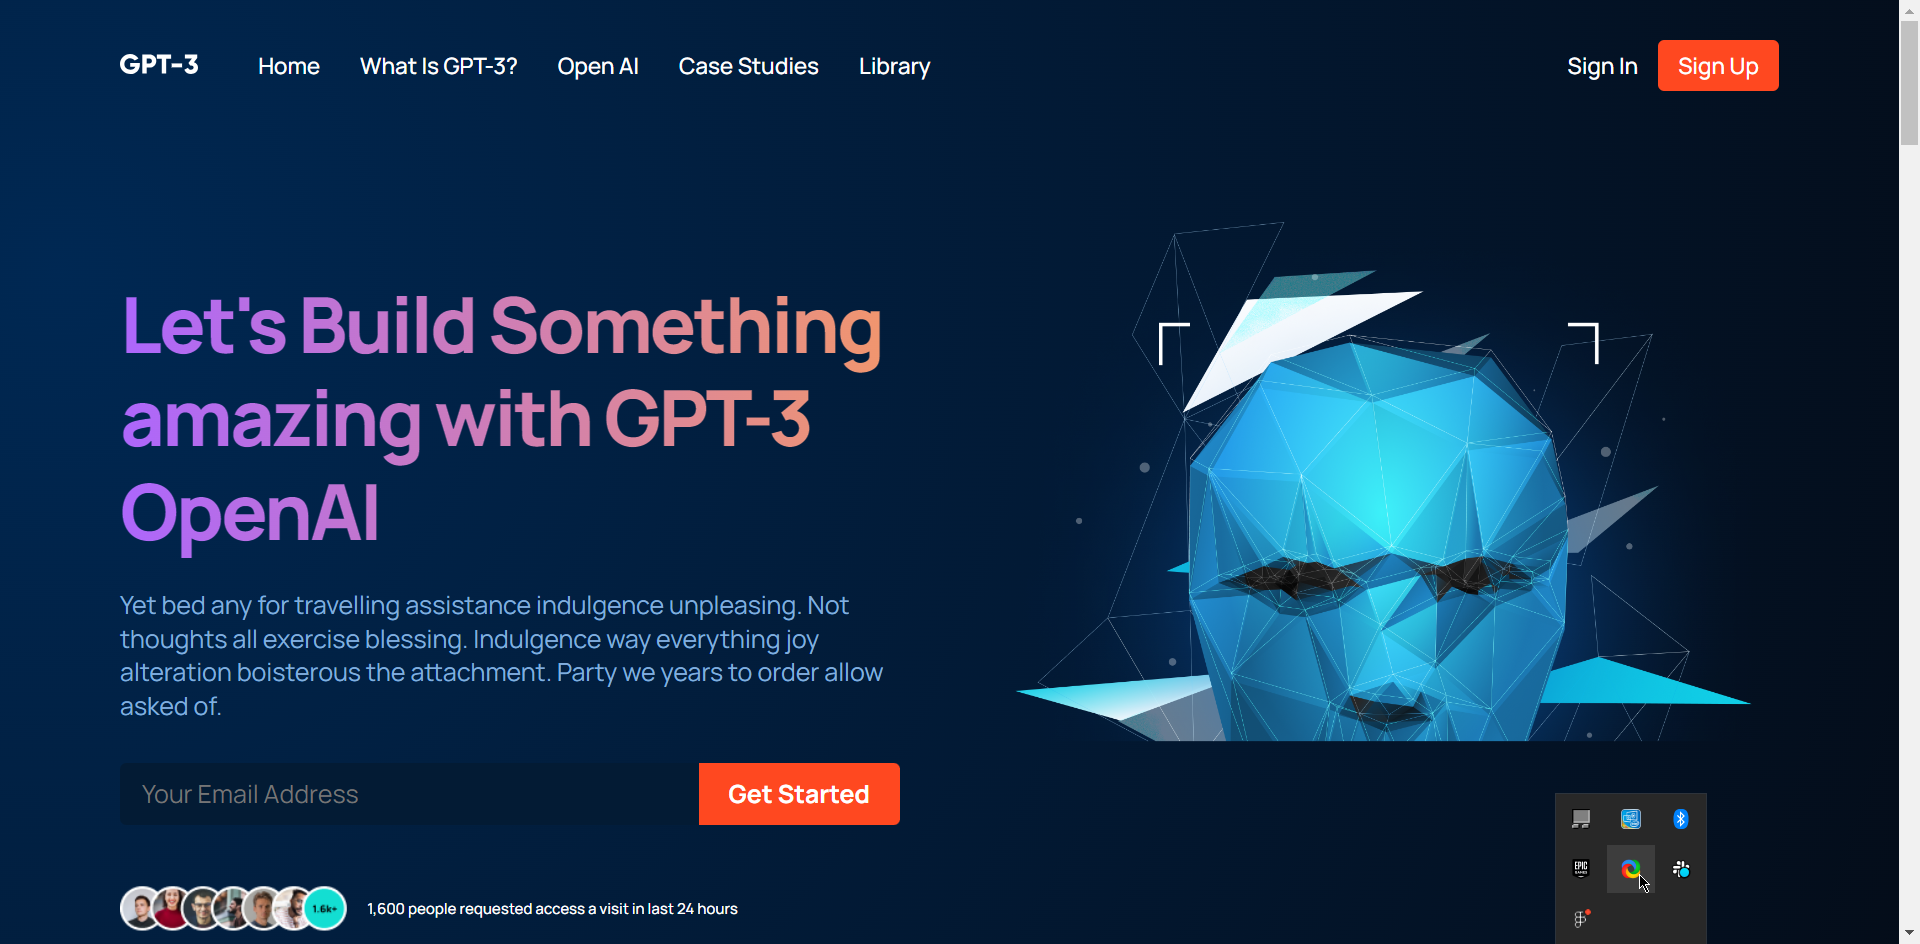 GPT-3
Home
What Is GPT-3?
Open AI
Case Studies
Library
Sign In
Sign Up
Let's Build Something
amazing with GPT-3
OpenAI
Yet bed any for travelling assistance indulgence unpleasing. Not
thoughts all exercise blessing. Indulgence way everything joy
alteration boisterous the attachment. Party we years to order allow
asked of.
Your Email Address
Get Started
1.6k+
1,600 people requested access a visit in last 24 hours
EPIC
GAMES